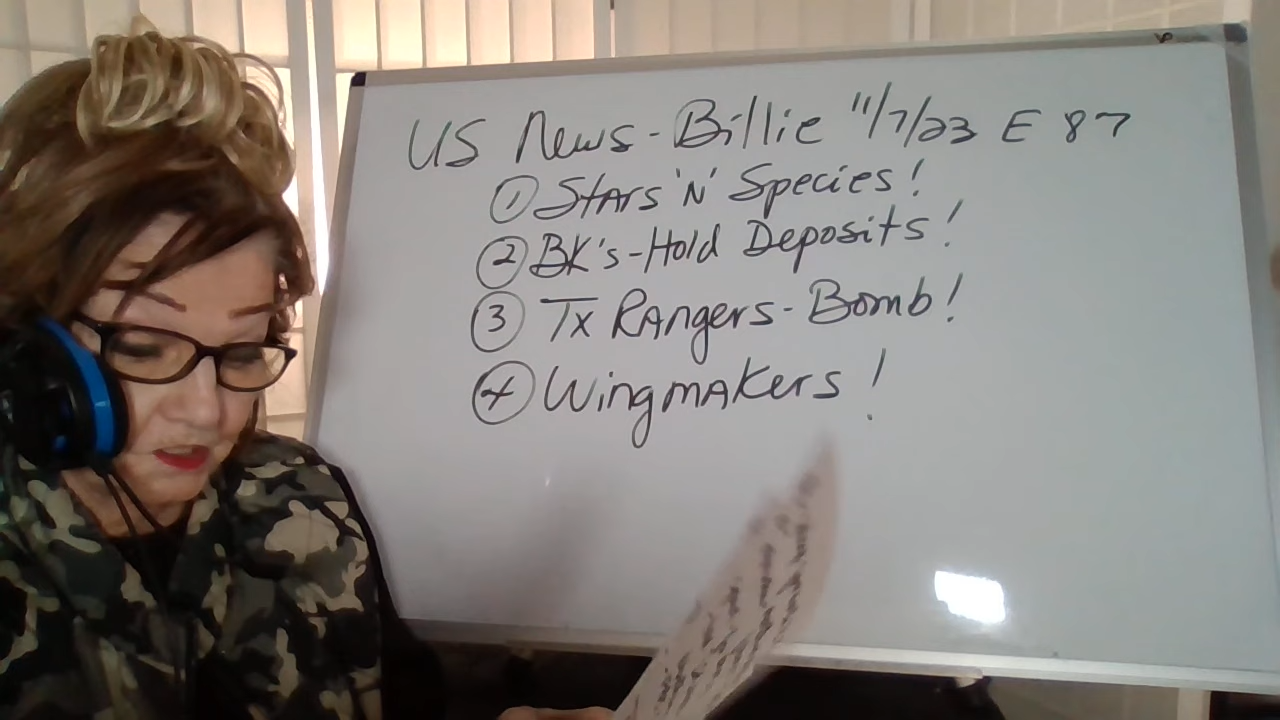 US News - Billie 11/7/23 E 87
① Stars 'N' Species!
② BK's - Hold Deposits!
③ Tx Rangers - Bomb!
④ Wingmakers!